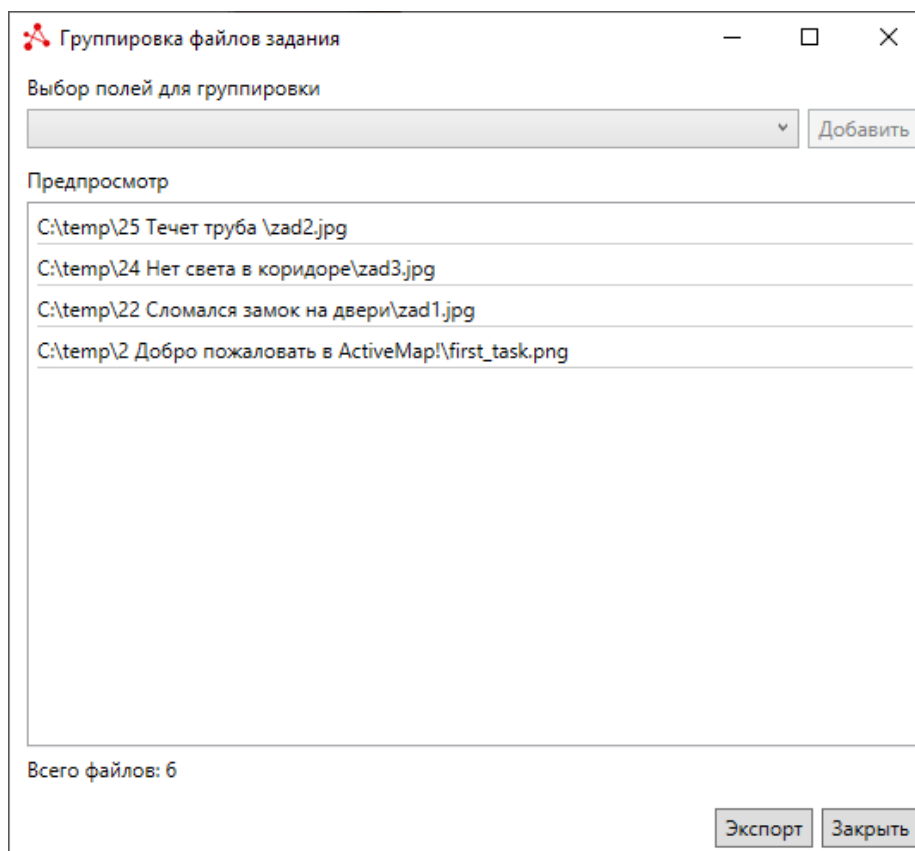 Группировка файлов задания
Выбор полей для группировки
Добавить
Предпросмотр
C:\temp\25 Течет труба \zad2.jpg
C:\temp\24 Нет света в коридоре\zad3.jpg
C:\temp\22 Сломался замок на двери\zad1.jpg
C:\temp\2 Добро пожаловать в ActiveMap!\first_task.png
Всего файлов: 6
Экспорт Закрыть